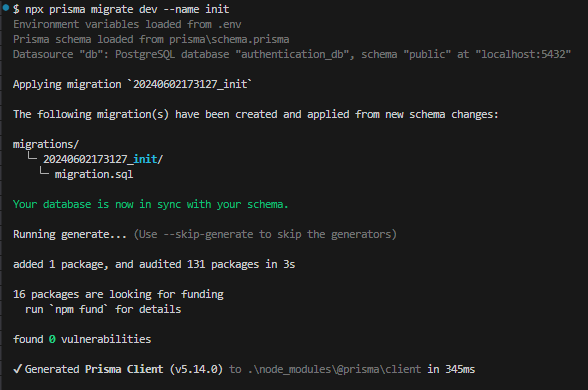 $ npx prisma migrate dev --name init
Environment variables loaded from .env
Prisma schema loaded from prisma\schema.prisma
Datasource "db": PostgreSQL database "authentication_db", schema "public" at "localhost:5432"
Applying migration `20240602173127_init`
The following migration(s) have been created and applied from new schema changes:
migrations/
└─ 20240602173127_init/
└─ migration.sql
Your database is now in sync with your schema.
Running generate... (Use --skip-generate to skip the generators)
added 1 package, and audited 131 packages in 3s
16 packages are looking for funding
run `npm fund` for details
found 0 vulnerabilities
✔ Generated Prisma Client (v5.14.0) to .\node_modules\@prisma\client in 345ms